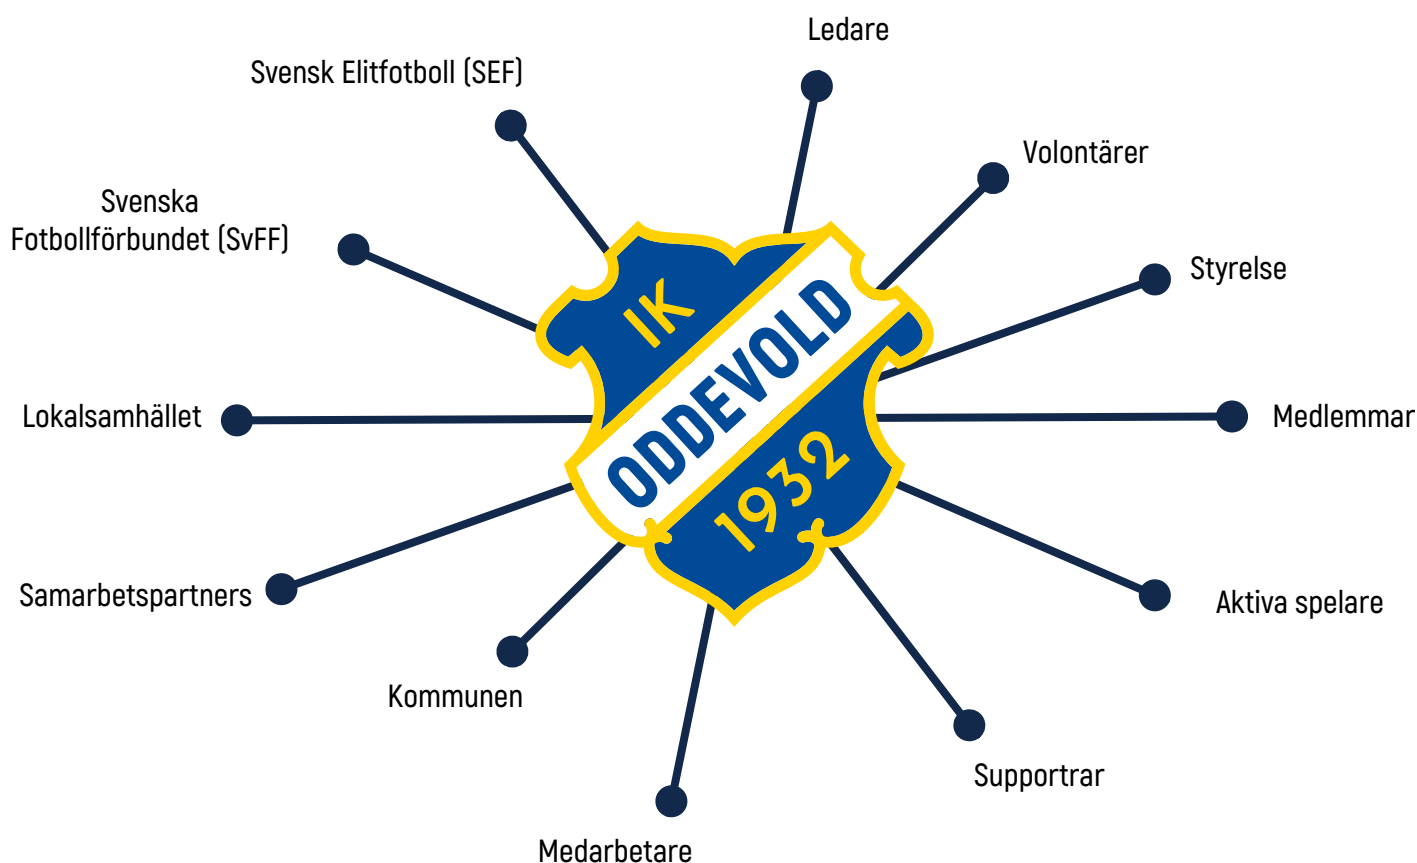 Ledare
Svensk Elitfotboll (SEF)
Volontärer
Svenska
Fotbollförbundet (SvFF)
Styrelse
IK
ODDEVOLD
1932
Lokalsamhället
Medlemmar
Samarbetspartners
Aktiva spelare
Kommunen
Supportrar
Medarbetare